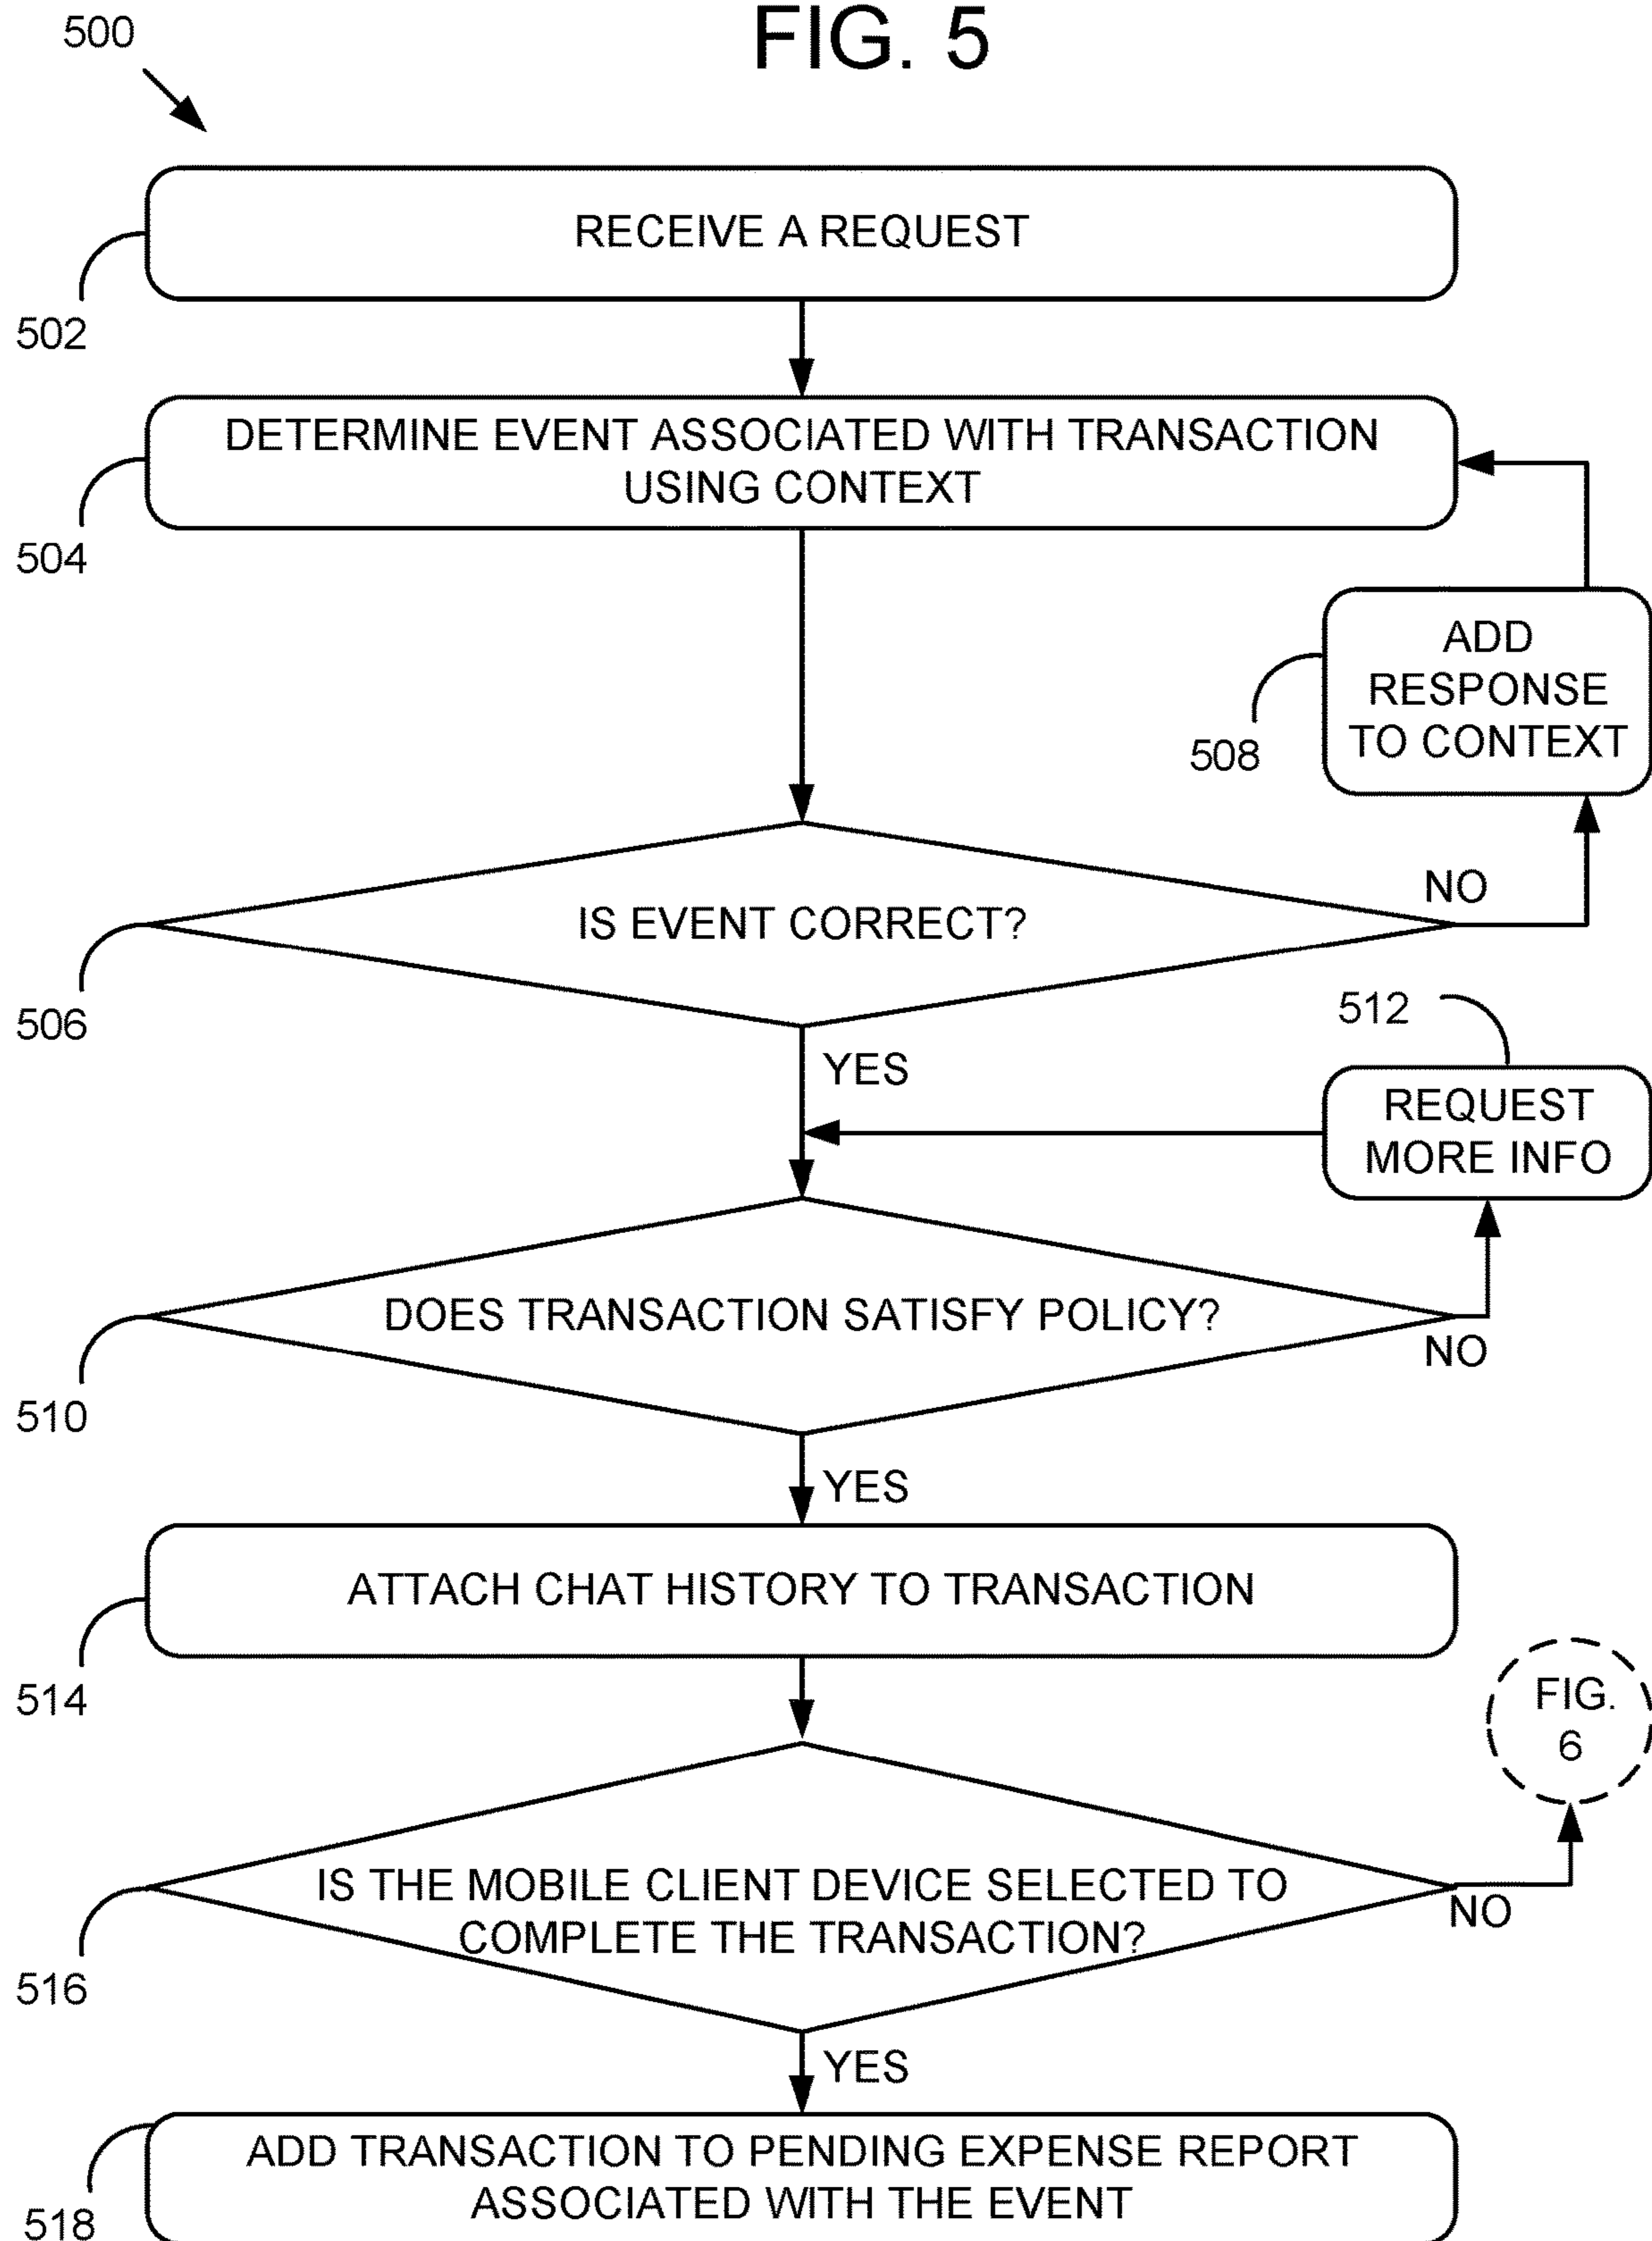 FIG. 5
500
RECEIVE A REQUEST
502
DETERMINE EVENT ASSOCIATED WITH TRANSACTION
USING CONTEXT
504
ADD
RESPONSE
TO CONTEXT
508
NO
IS EVENT CORRECT?
506
512
YES
REQUEST
MORE INFO
DOES TRANSACTION SATISFY POLICY?
NO
510
YES
ATTACH CHAT HISTORY TO TRANSACTION
514
FIG.
6
IS THE MOBILE CLIENT DEVICE SELECTED TO
COMPLETE THE TRANSACTION?
NO
516
YES
ADD TRANSACTION TO PENDING EXPENSE REPORT
ASSOCIATED WITH THE EVENT
518